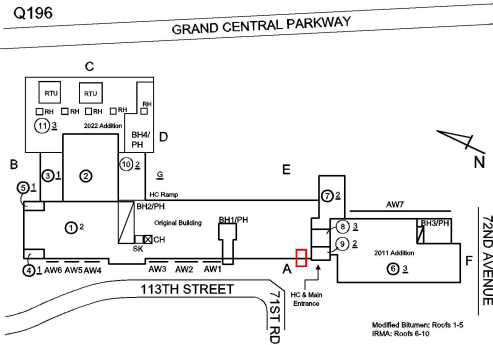 Q196
GRAND CENTRAL PARKWAY
C
RTU RTU
RH RH RH RH RH
11 3 2022 Addition
BH4/
PH
D
B
3 1 2 10 2 G
E
5 1
HC Ramp
7 2
BH2/PH
AW7
1 2 Original Building BH1/PH
8 3
BH3/PH
SK CH
9 2
2011 Addition
F
4 1 AW6 AW5 AW4 AW3 AW2 AW1 A
6 3
113TH STREET
71ST RD
HC & Main
Entrance
N
72ND AVENUE
Modified Bitumen: Roofs 1-5
IRMA: Roofs 6-10